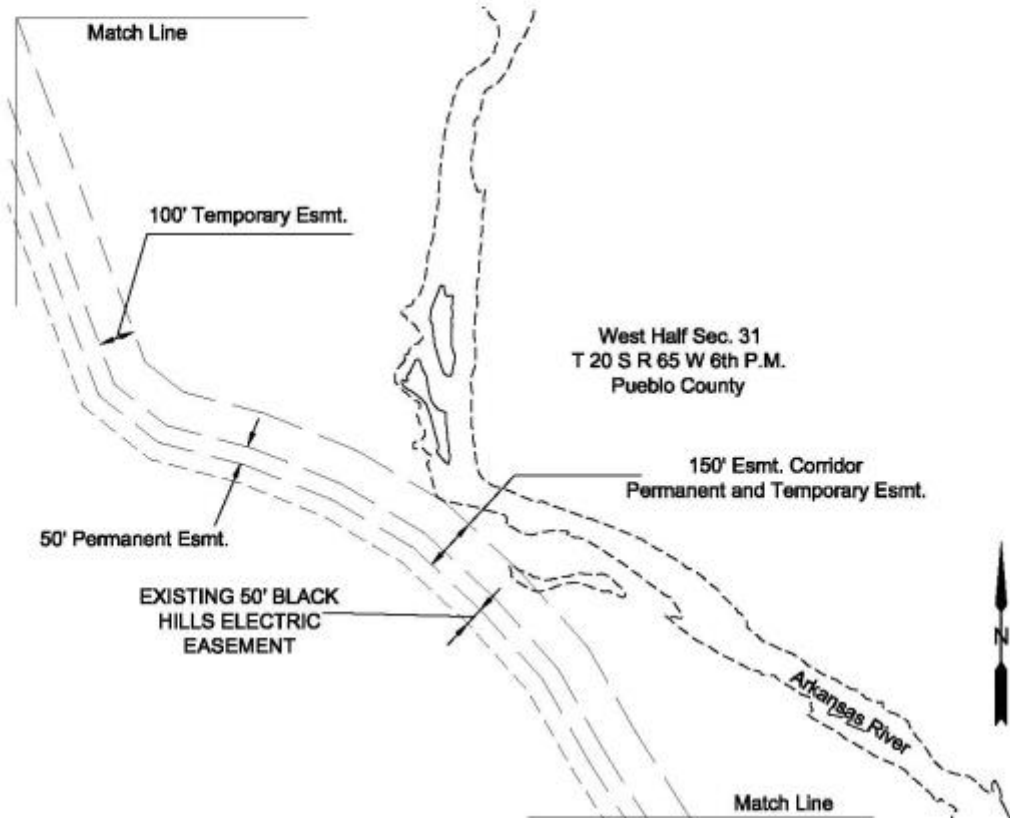 Match Line
100' Temporary Esmt.
West Half Sec. 31
T 20 S R 65 W 6th P.M.
Pueblo County
150' Esmt. Corridor
Permanent and Temporary Esmt.
50' Permanent Esmt.
EXISTING 50' BLACK
HILLS ELECTRIC
EASEMENT
N
Arkansas River
Match Line